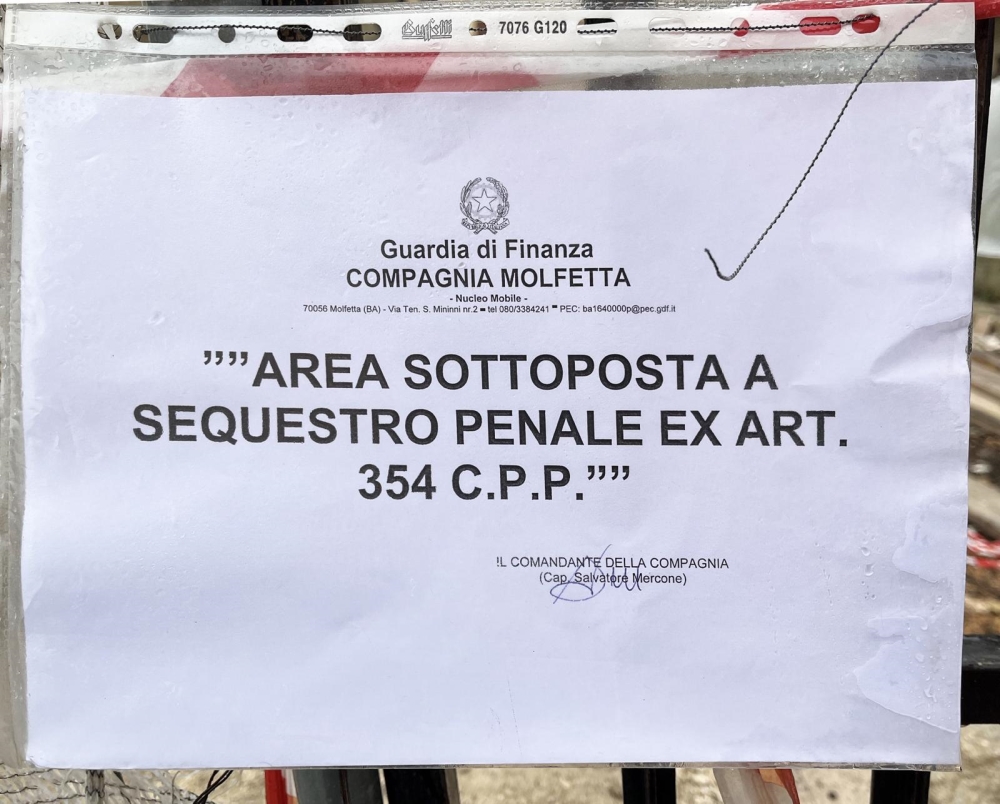 Buffetti
7076 G120
Guardia di Finanza
COMPAGNIA MOLFETTA
- Nucleo Mobile -
70056 Molfetta (BA) - Via Ten. S. Mininni nr.2 - tel 080/3384241 - PEC: ba1640000p@pec.gdf.it
””AREA SOTTOPOSTA A
SEQUESTRO PENALE EX ART.
354 C.P.P.””
IL COMANDANTE DELLA COMPAGNIA
(Cap. Salvatore Mercone)